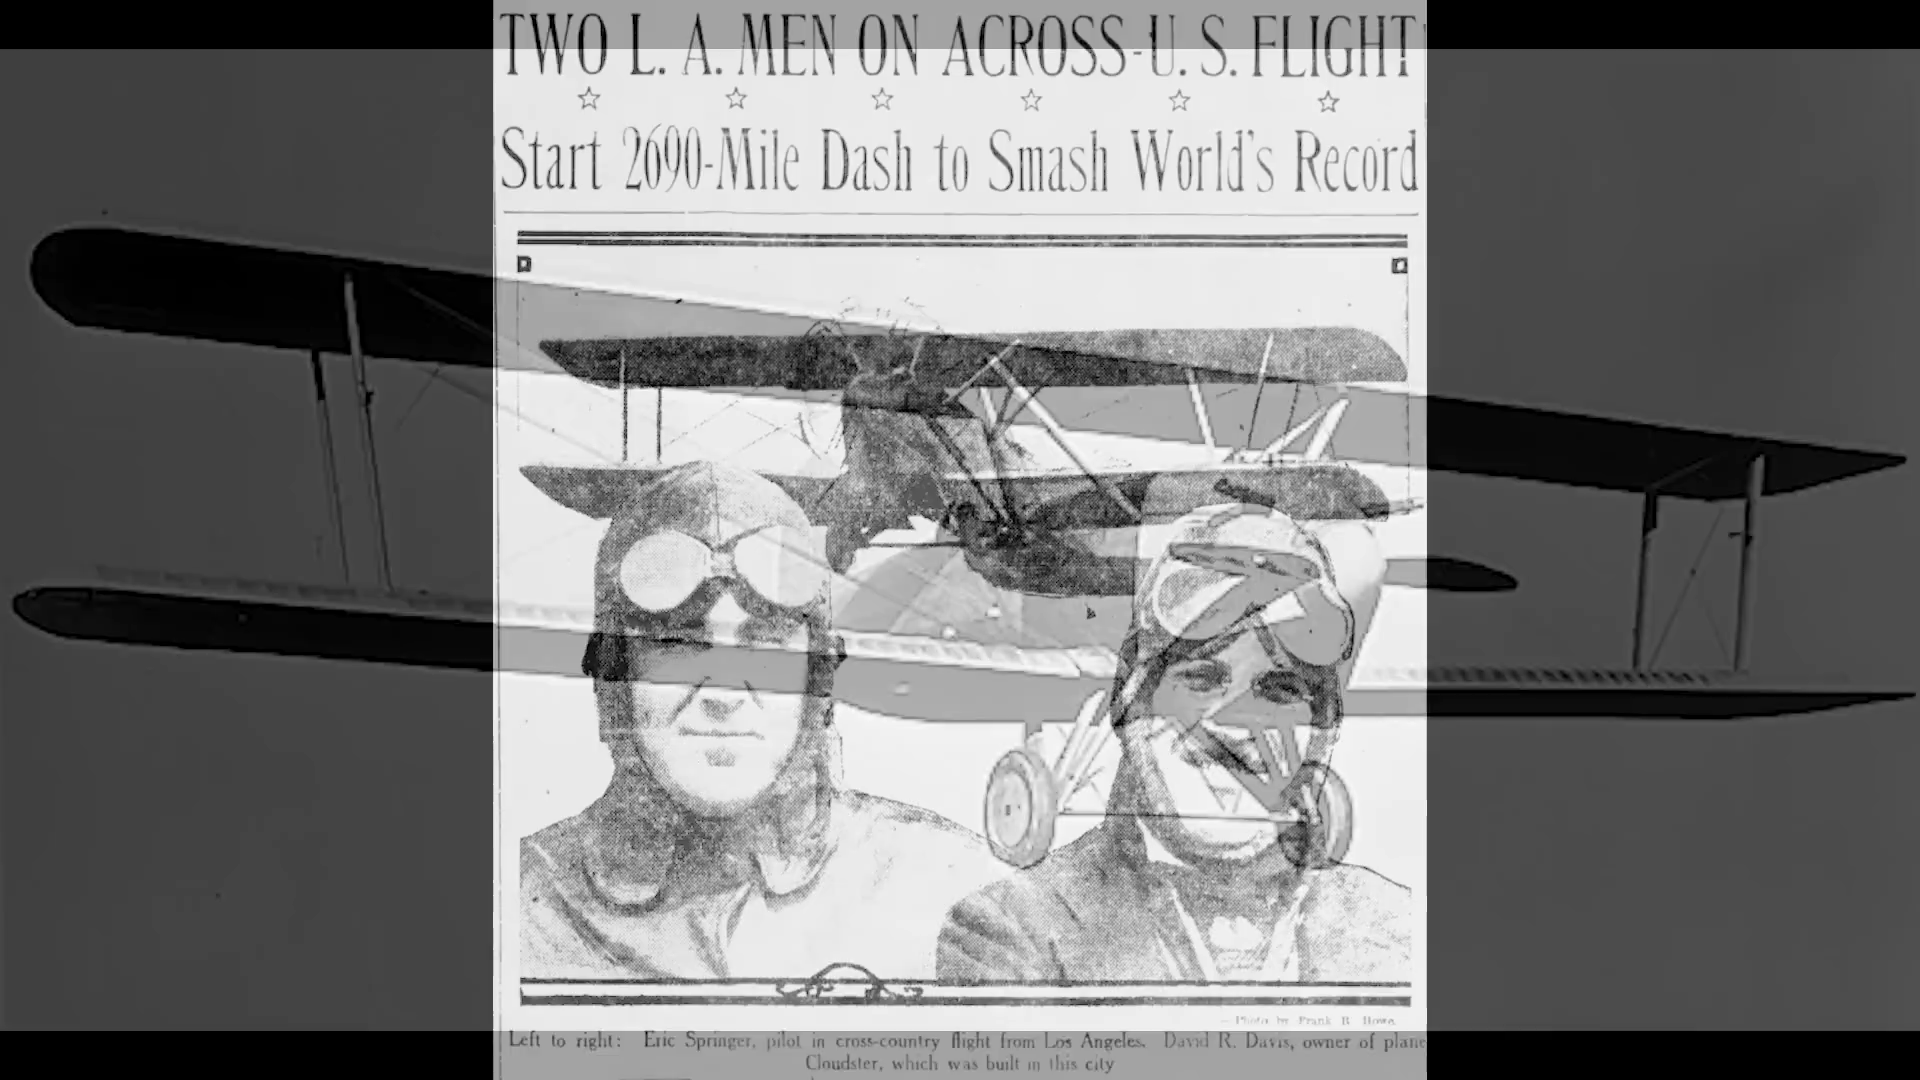 TWO L. A. MEN ON ACROSS-U. S. FLIGHT
Start 2690-Mile Dash to Smash World's Record
— Photo by Frank B. Howe.
Left to right: Eric Springer, pilot in cross-country flight from Los Angeles. David R. Davis, owner of plane
Cloudster, which was built in this city